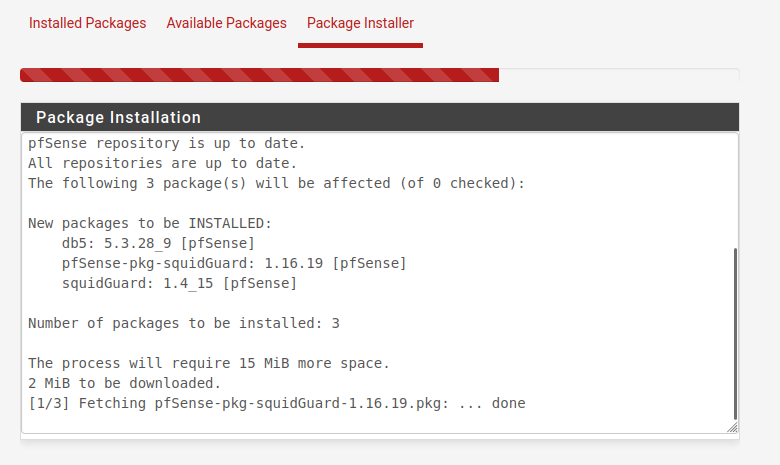 Installed Packages Available Packages Package Installer
Package Installation
pfSense repository is up to date.
All repositories are up to date.
The following 3 package(s) will be affected (of 0 checked):
New packages to be INSTALLED:
db5: 5.3.28_9 [pfSense]
pfSense-pkg-squidGuard: 1.16.19 [pfSense]
squidGuard: 1.4_15 [pfSense]
Number of packages to be installed: 3
The process will require 15 MiB more space.
2 MiB to be downloaded.
[1/3] Fetching pfSense-pkg-squidGuard-1.16.19.pkg: ... done